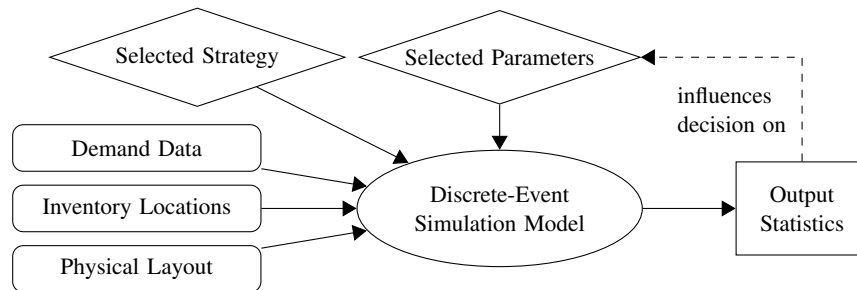 Selected Strategy
Selected Parameters
influences
decision on
Demand Data
Inventory Locations
Physical Layout
Discrete-Event
Simulation Model
Output
Statistics